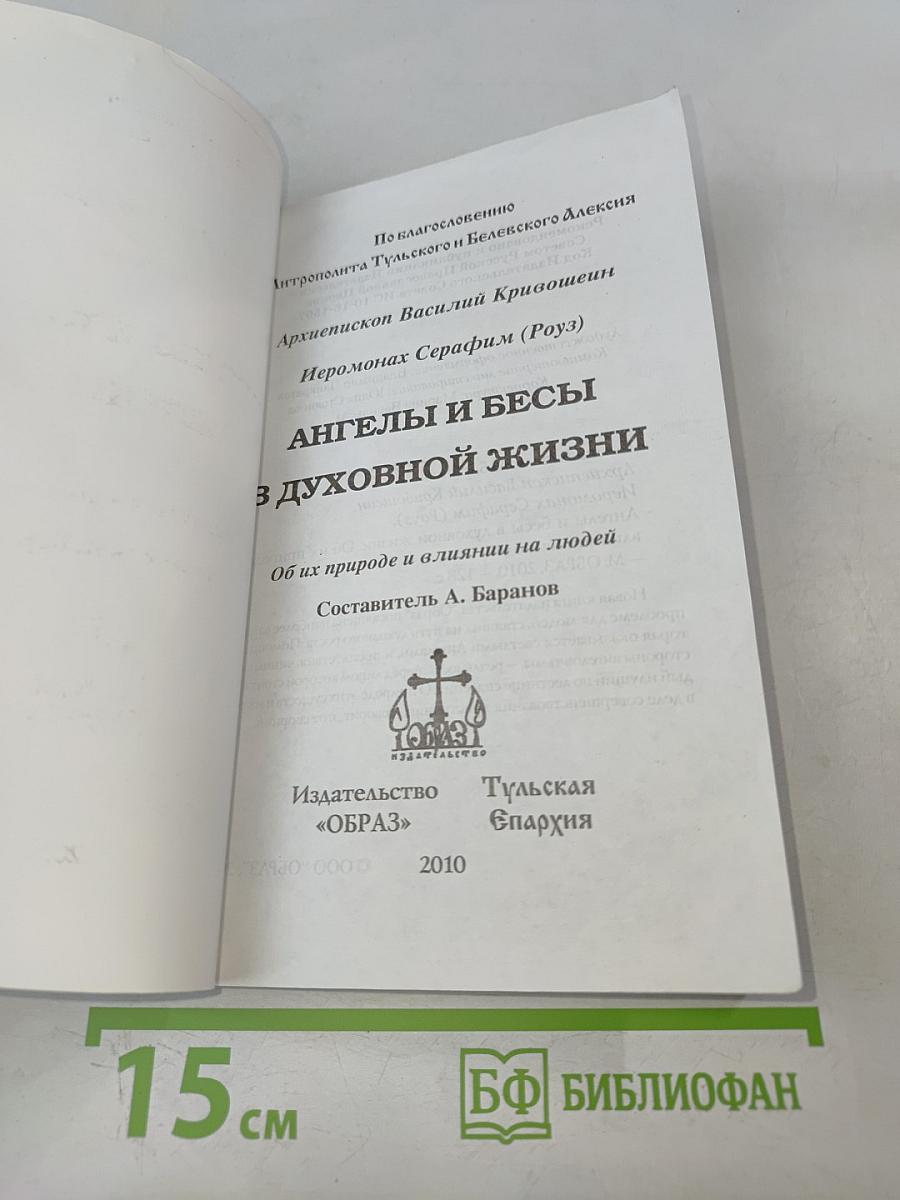 По благословению
Митрополита Тульского и Белевского Алексия
Архиепископ Василий Кривошеин
Иеромонах Серафим (Роуз)
АНГЕЛЫ И БЕСЫ
В ДУХОВНОЙ ЖИЗНИ
Об их природе и влиянии на людей
Составитель А. Баранов
ОБРАЗ
ИЗДАТЕЛЬСТВО
Издательство Тульская
«ОБРАЗ» Епархия
2010
15 см
БФ БИБЛИОФАН